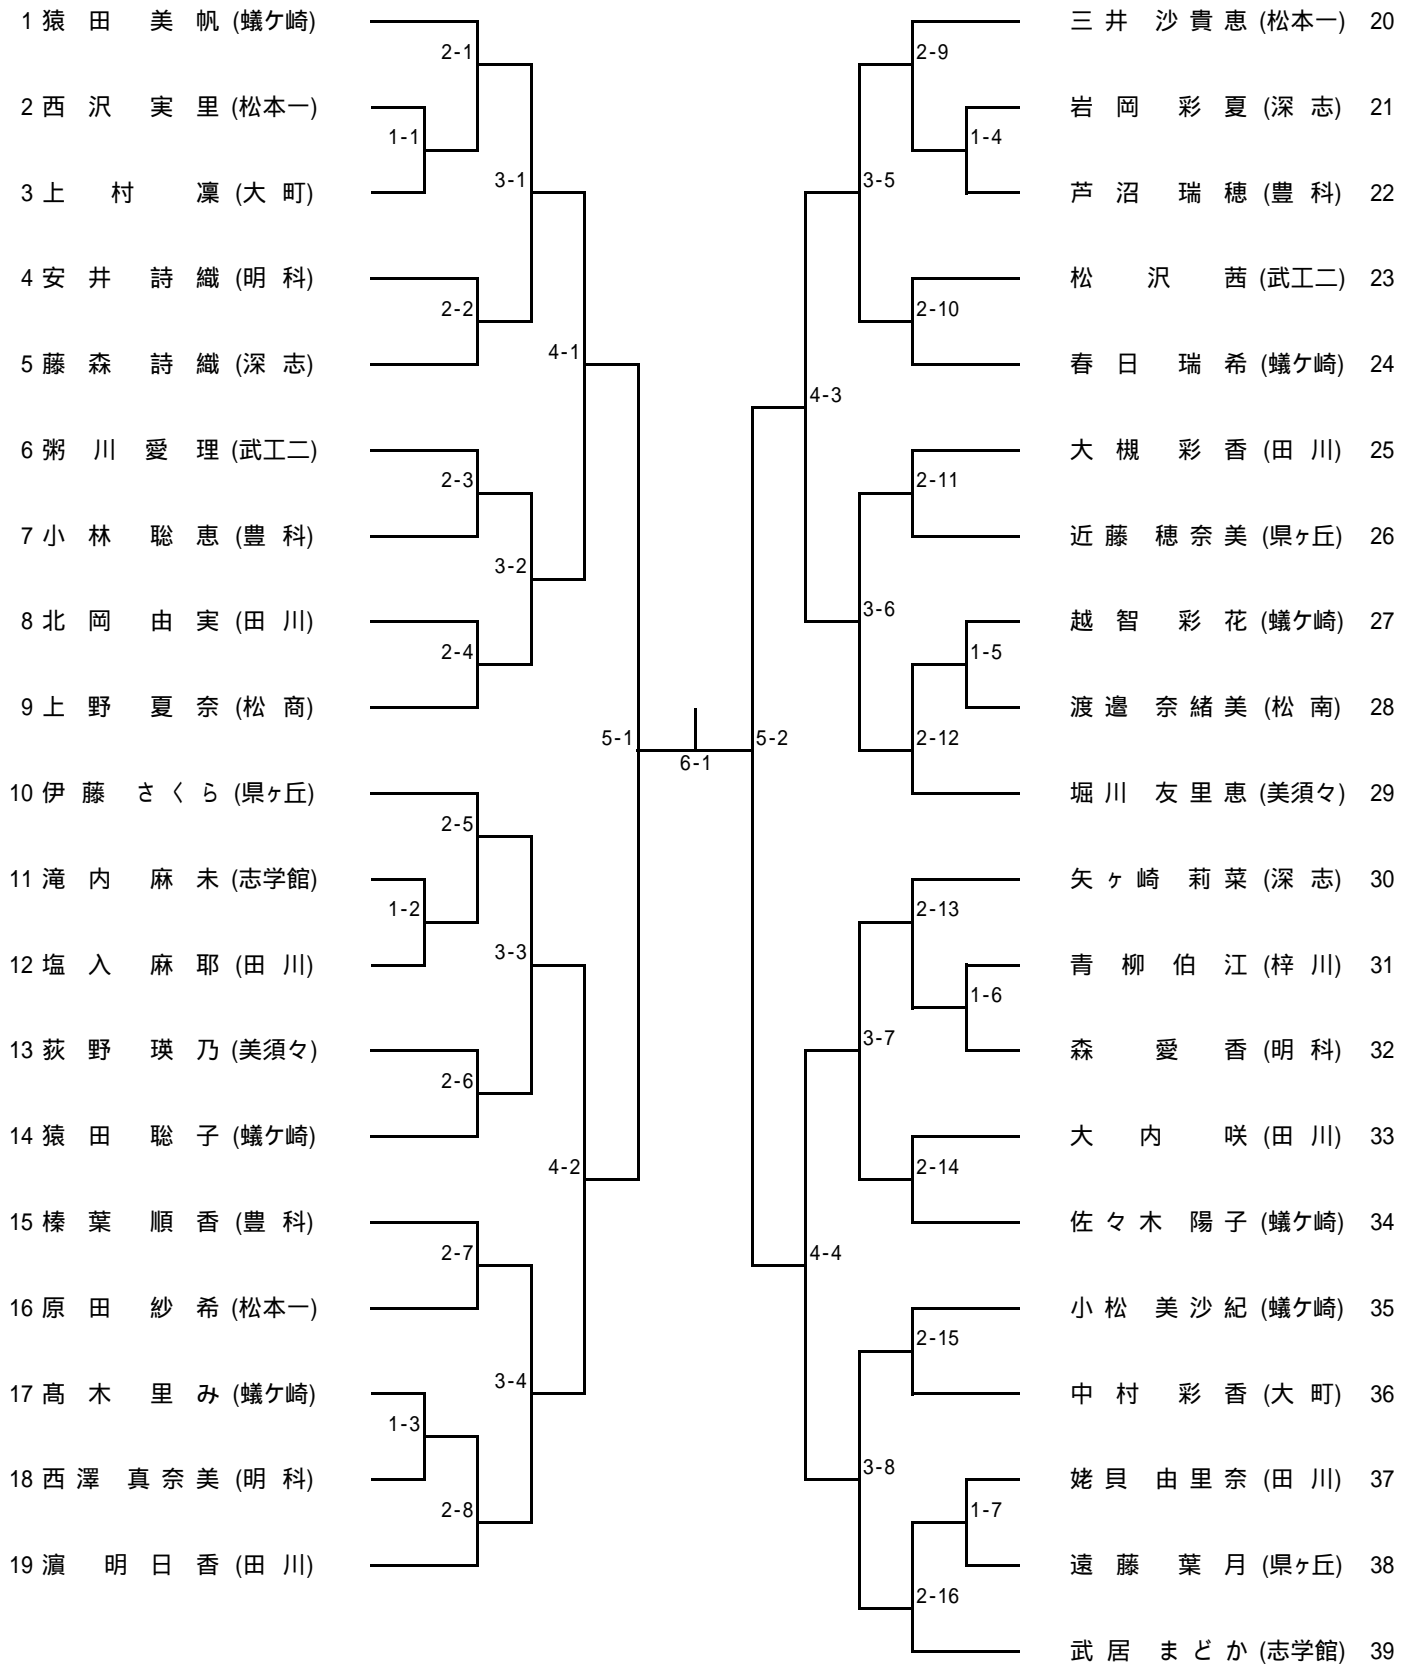 1 猿田 美帆 (蟻ケ崎)
2-1
2 西沢 実里 (松本一)
1-1
3 上村 凜 (大町)
3-1
4 安井 詩織 (明科)
2-2
5 藤森 詩織 (深志)
4-1
6 粥川愛理 (武工二)
2-3
7 小林 聡恵 (豊科)
3-2
8 北岡 由実 (田川)
2-4
9 上野 夏奈 (松商)
5-1
10 伊藤 さくら (県ヶ丘)
2-5
11 滝内 麻未 (志学館)
1-2
12 塩入 麻耶 (田川)
3-3
13 荻野 瑛乃 (美須々)
2-6
14 猿田 聡子 (蟻ケ崎)
4-2
15 榛葉 順香 (豊科)
2-7
16 原田 紗希 (松本一)
3-4
17 髙木 里み (蟻ケ崎)
1-3
18 西澤 真奈美 (明科)
2-8
19 濵 明日香 (田川)
6-1
三井 沙貴恵 (松本一) 20
2-9
岩岡 彩夏 (深志) 21
1-4
芦沼 瑞穂 (豊科) 22
3-5
松沢 茜 (武工二) 23
2-10
春日 瑞希 (蟻ケ崎) 24
4-3
大槻 彩香 (田川) 25
2-11
近藤 穂奈美 (県ヶ丘) 26
3-6
越智 彩花 (蟻ケ崎) 27
1-5
渡邉 奈緒美 (松南) 28
2-12
5-2
堀川 友里恵 (美須々) 29
矢ヶ崎 莉菜 (深志) 30
2-13
青柳伯江 (梓川) 31
1-6
森 愛香 (明科) 32
3-7
大内 咲 (田川) 33
2-14
佐々木 陽子 (蟻ケ崎) 34
4-4
小松 美沙紀 (蟻ケ崎) 35
2-15
中村 彩香 (大町) 36
3-8
姥貝 由里奈 (田川) 37
1-7
遠藤 葉月 (県ヶ丘) 38
2-16
武居 まどか (志学館) 39